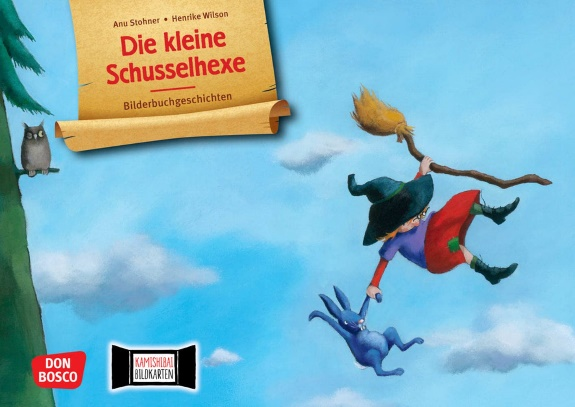 Anu Stohner • Henrike Wilson
Die kleine
Schusselhexe
Bilderbuchgeschichten
DON
BOSCO
KAMISHIBAI
BILDKARTEN